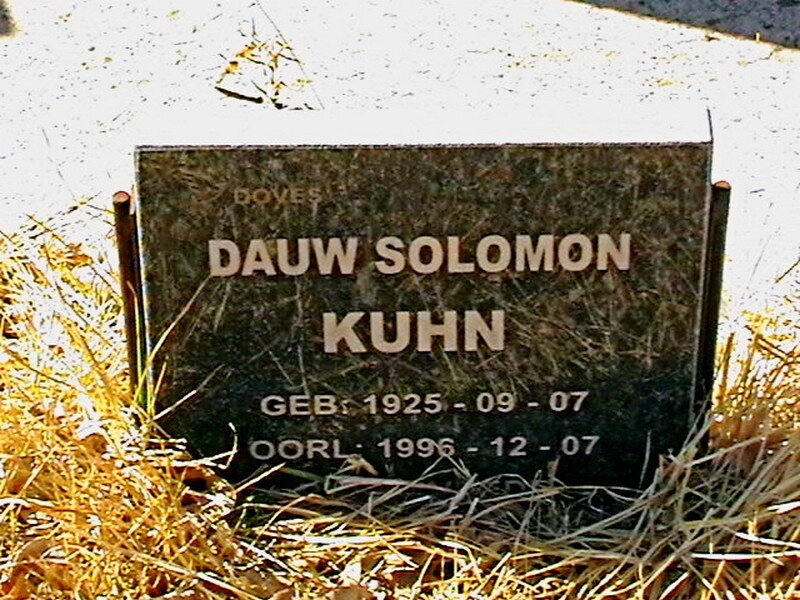 DOVES
DAUW SOLOMON
KUHN
GEB: 1925 - 09 - 07
OORL: 1996 - 12 - 07